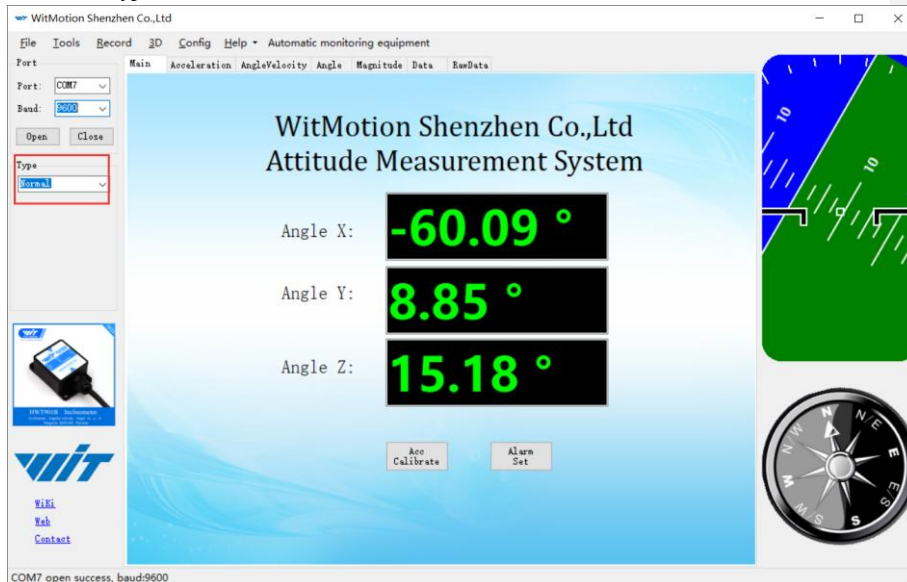 WitMotion Shenzhen Co.,Ltd
File Tools Record 3D Config Help Automatic monitoring equipment
Port
Port: COM7
Baud: 9600
Open Close
Type
Normal
Main Acceleration AngleVelocity Angle Magnitude Data RawData
WitMotion Shenzhen Co.,Ltd
Attitude Measurement System
Angle X: -60.09 °
Angle Y: 8.85 °
Angle Z: 15.18 °
Acc
Calibrate
Alarm
Set
10
10
N
N/E
E
E/S
S
S/W
W
N/W
wit
wit
WiKi
Web
Contact
COM7 open success, baud:9600